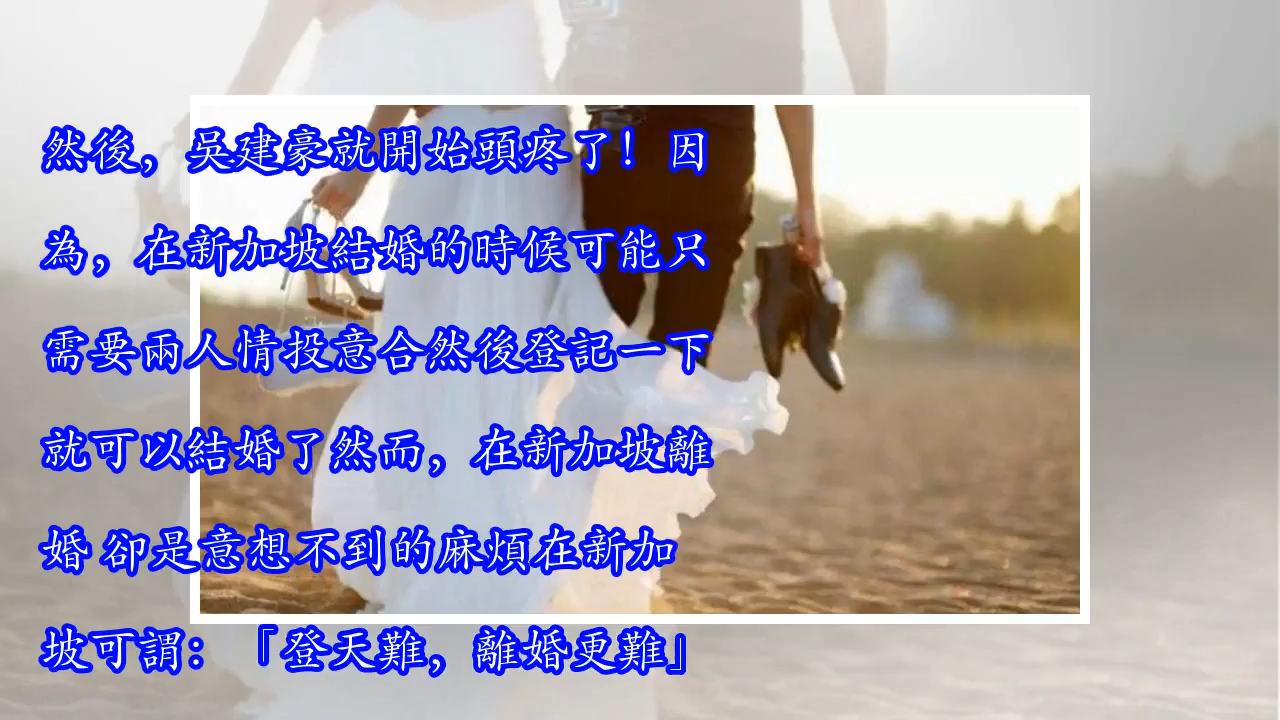 然後，吳建豪就開始頭疼了！因
為，在新加坡結婚的時候可能只
需要兩人情投意合然後登記一下
就可以結婚了然而，在新加坡離
婚 卻是意想不到的麻煩在新加
坡可謂：「登天難，離婚更難」